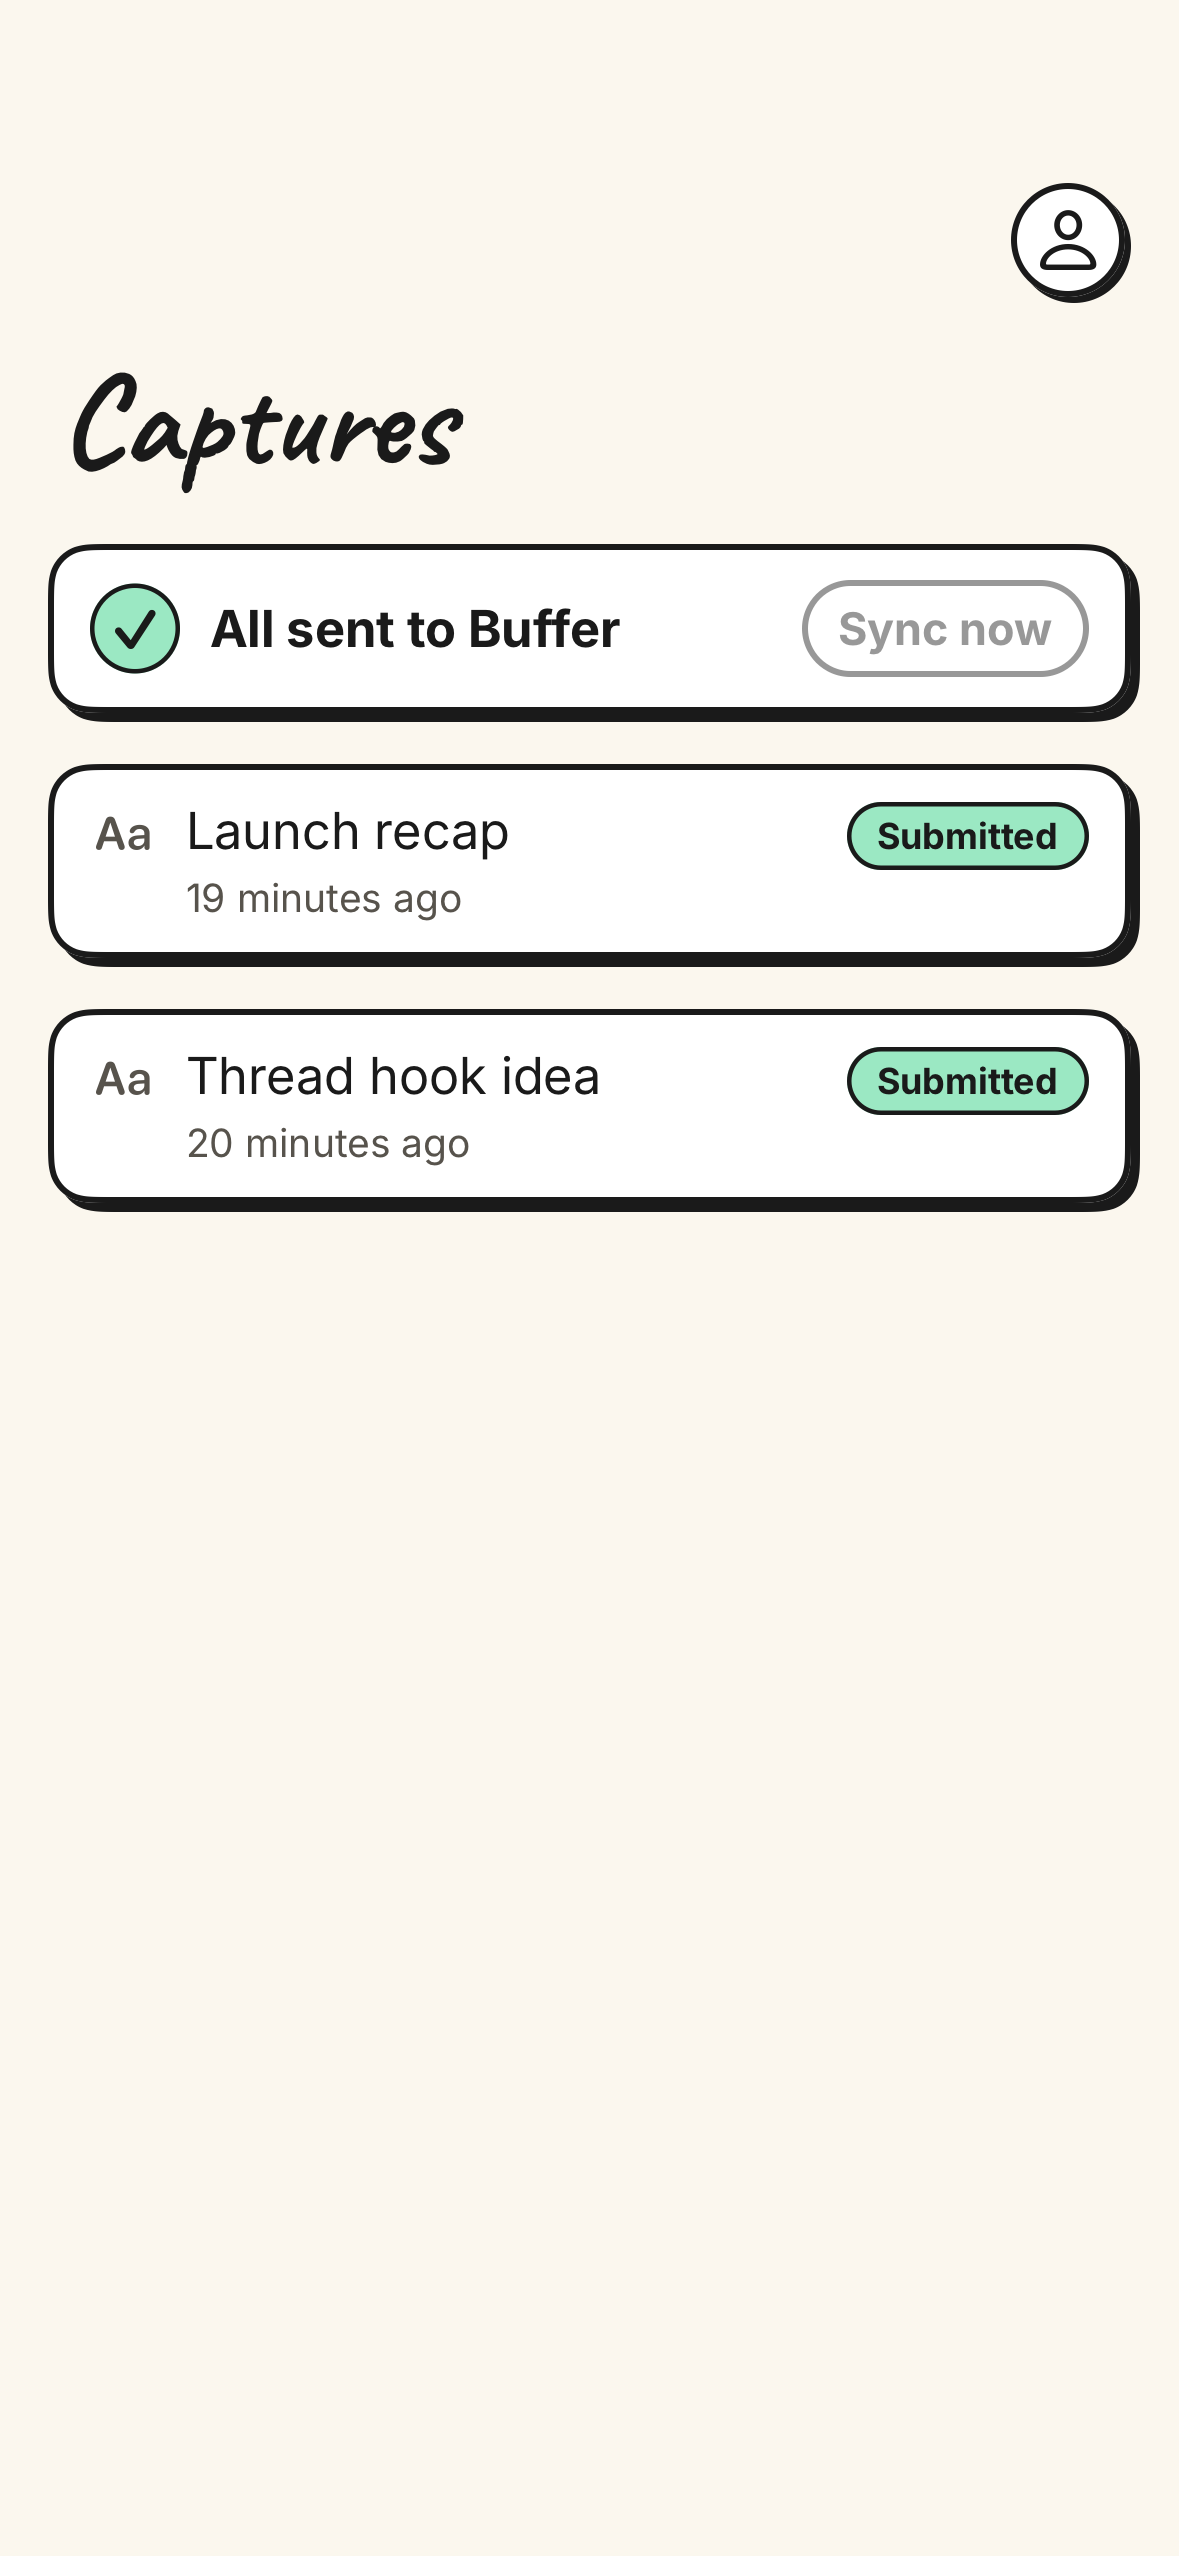 Captures
All sent to Buffer
Sync now
Aa Launch recap
Submitted
19 minutes ago
Aa Thread hook idea
Submitted
20 minutes ago